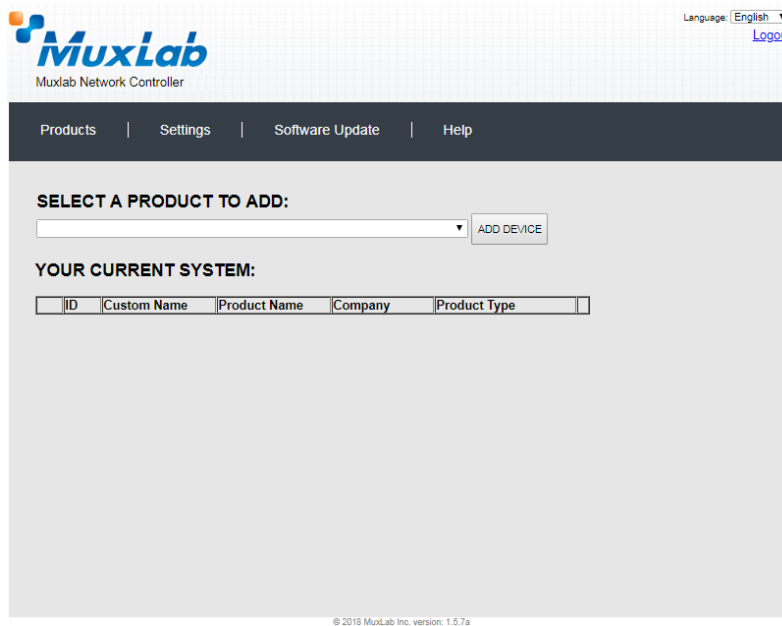 Language: English
Logo
MuxLab
Muxlab Network Controller
Products | Settings | Software Update | Help
SELECT A PRODUCT TO ADD:
ADD DEVICE
YOUR CURRENT SYSTEM:
ID Custom Name Product Name Company Product Type
© 2018 MuxLab Inc. version: 1.5.7a